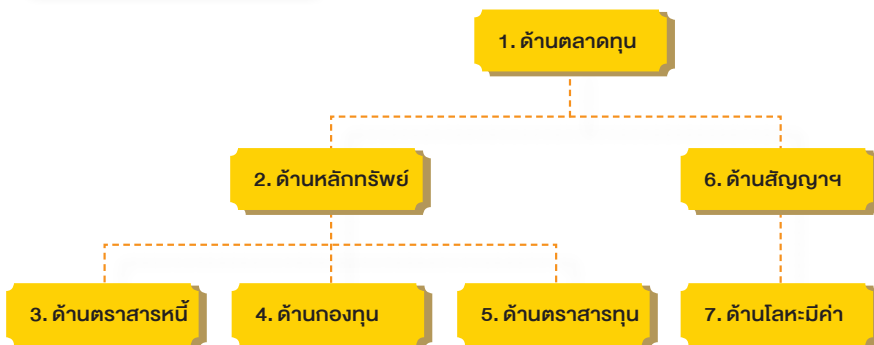 1. ด้านตลาดทุน
2. ด้านหลักทรัพย์
6. ด้านสัญญาฯ
3. ด้านตราสารหนี้
4. ด้านกองทุน
5. ด้านตราสารทุน
7. ด้านโลหะมีค่า